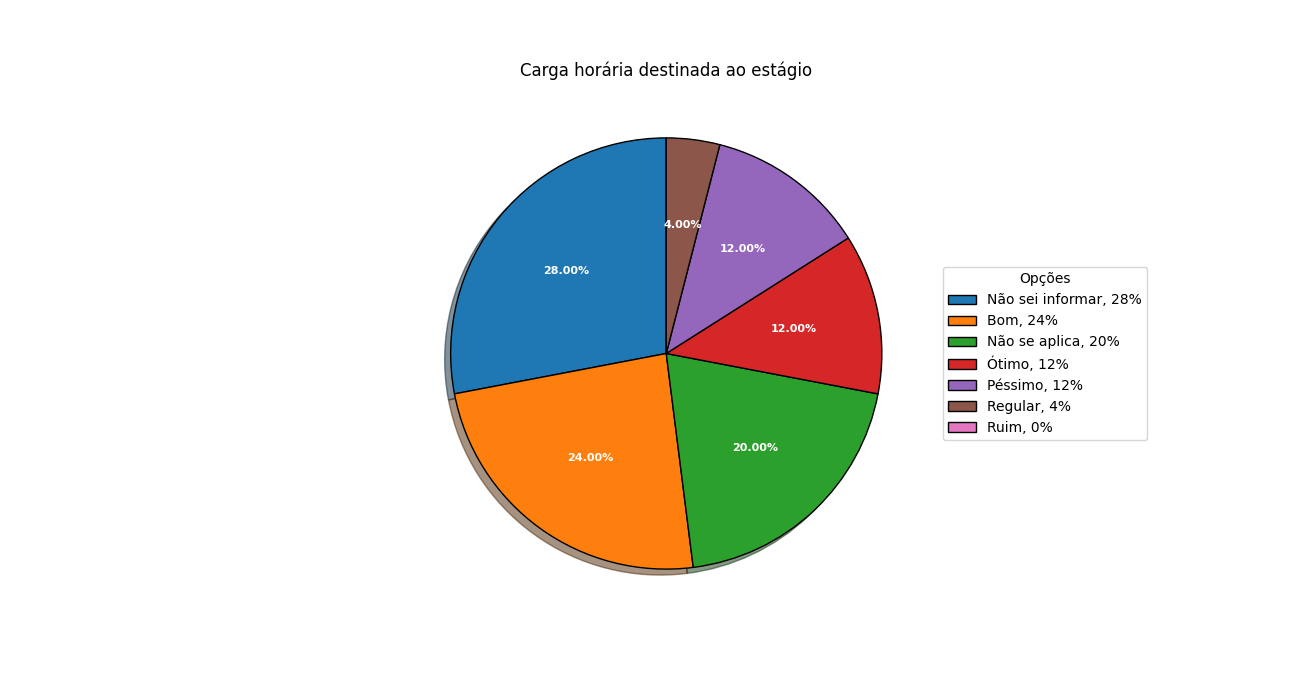 Carga horária destinada ao estágio
4.00%
12.00%
28.00%
12.00%
20.00%
24.00%
Opções
Não sei informar, 28%
Bom, 24%
Não se aplica, 20%
Ótimo, 12%
Péssimo, 12%
Regular, 4%
Ruim, 0%